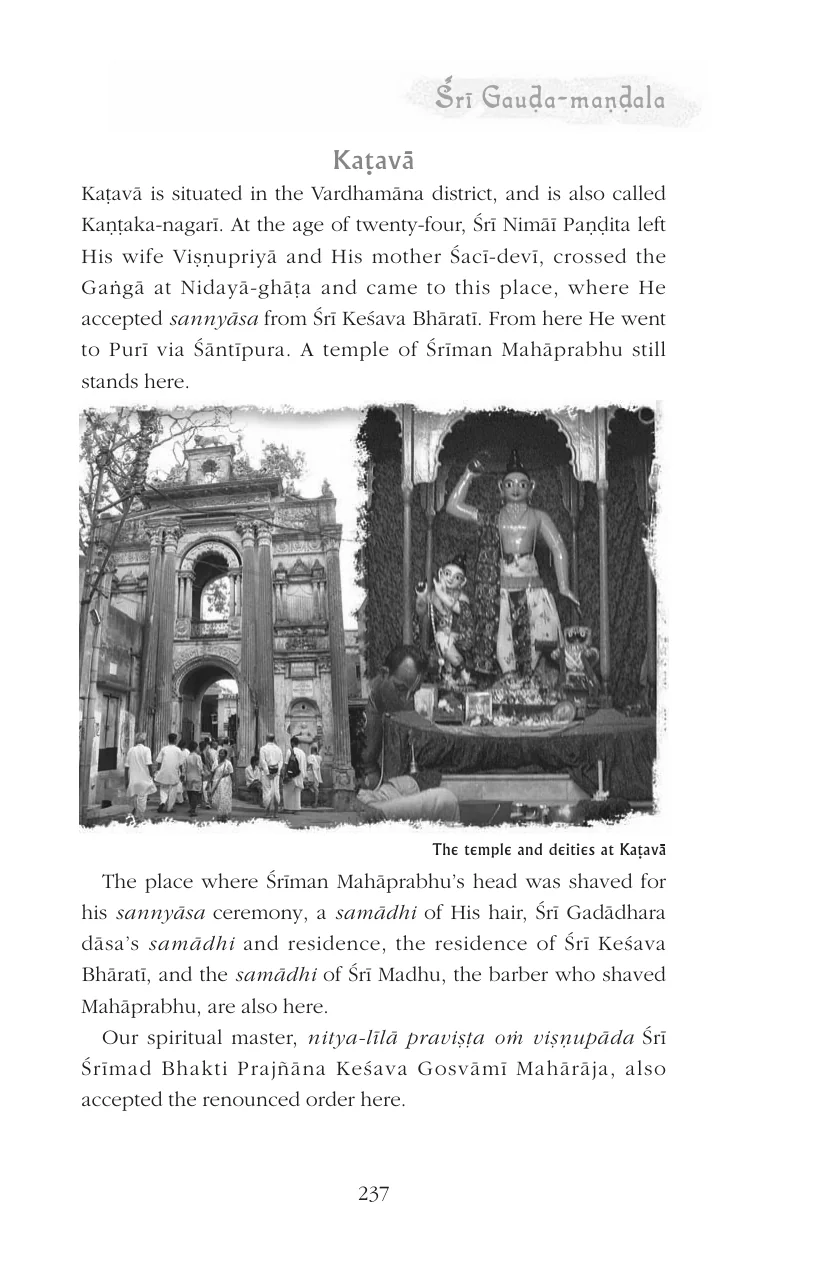 Śrī Gauḍa-maṇḍala
Kaṭavā
Kaṭavā is situated in the Vardhamāna district, and is also called
Kaṇṭaka-nagarī. At the age of twenty-four, Śrī Nimāī Paṇḍita left
His wife Viṣṇupriyā and His mother Śacī-devī, crossed the
Gaṅgā at Nidayā-ghāṭa and came to this place, where He
accepted sannyāsa from Śrī Keśava Bhāratī. From here He went
to Purī via Śāntīpura. A temple of Śrīman Mahāprabhu still
stands here.
The temple and deities at Kaṭavā
The place where Śrīman Mahāprabhu’s head was shaved for
his sannyāsa ceremony, a samādhi of His hair, Śrī Gadādhara
dāsa’s samādhi and residence, the residence of Śrī Keśava
Bhāratī, and the samādhi of Śrī Madhu, the barber who shaved
Mahāprabhu, are also here.
Our spiritual master, nitya-līlā praviṣṭa oṁ viṣṇupāda Śrī
Śrīmad Bhakti Prajñāna Keśava Gosvāmī Mahārāja, also
accepted the renounced order here.
237